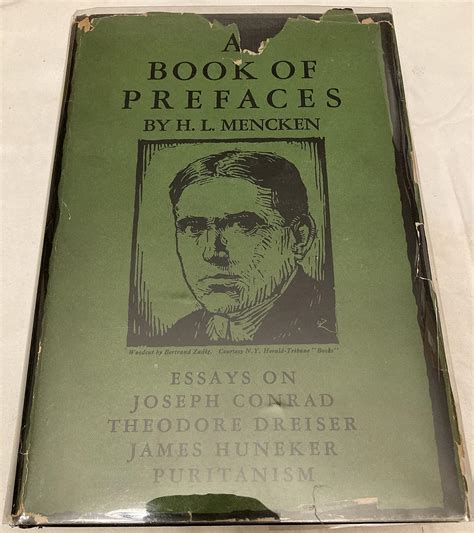 A
BOOK OF
PREFACES
BY H. L. MENCKEN
Woodcut by Bertrand Zadig. Courtesy N.Y. Herald-Tribune "Books"
ESSAYS ON
JOSEPH CONRAD
THEODORE DREISER
JAMES HUNEKER
PURITANISM